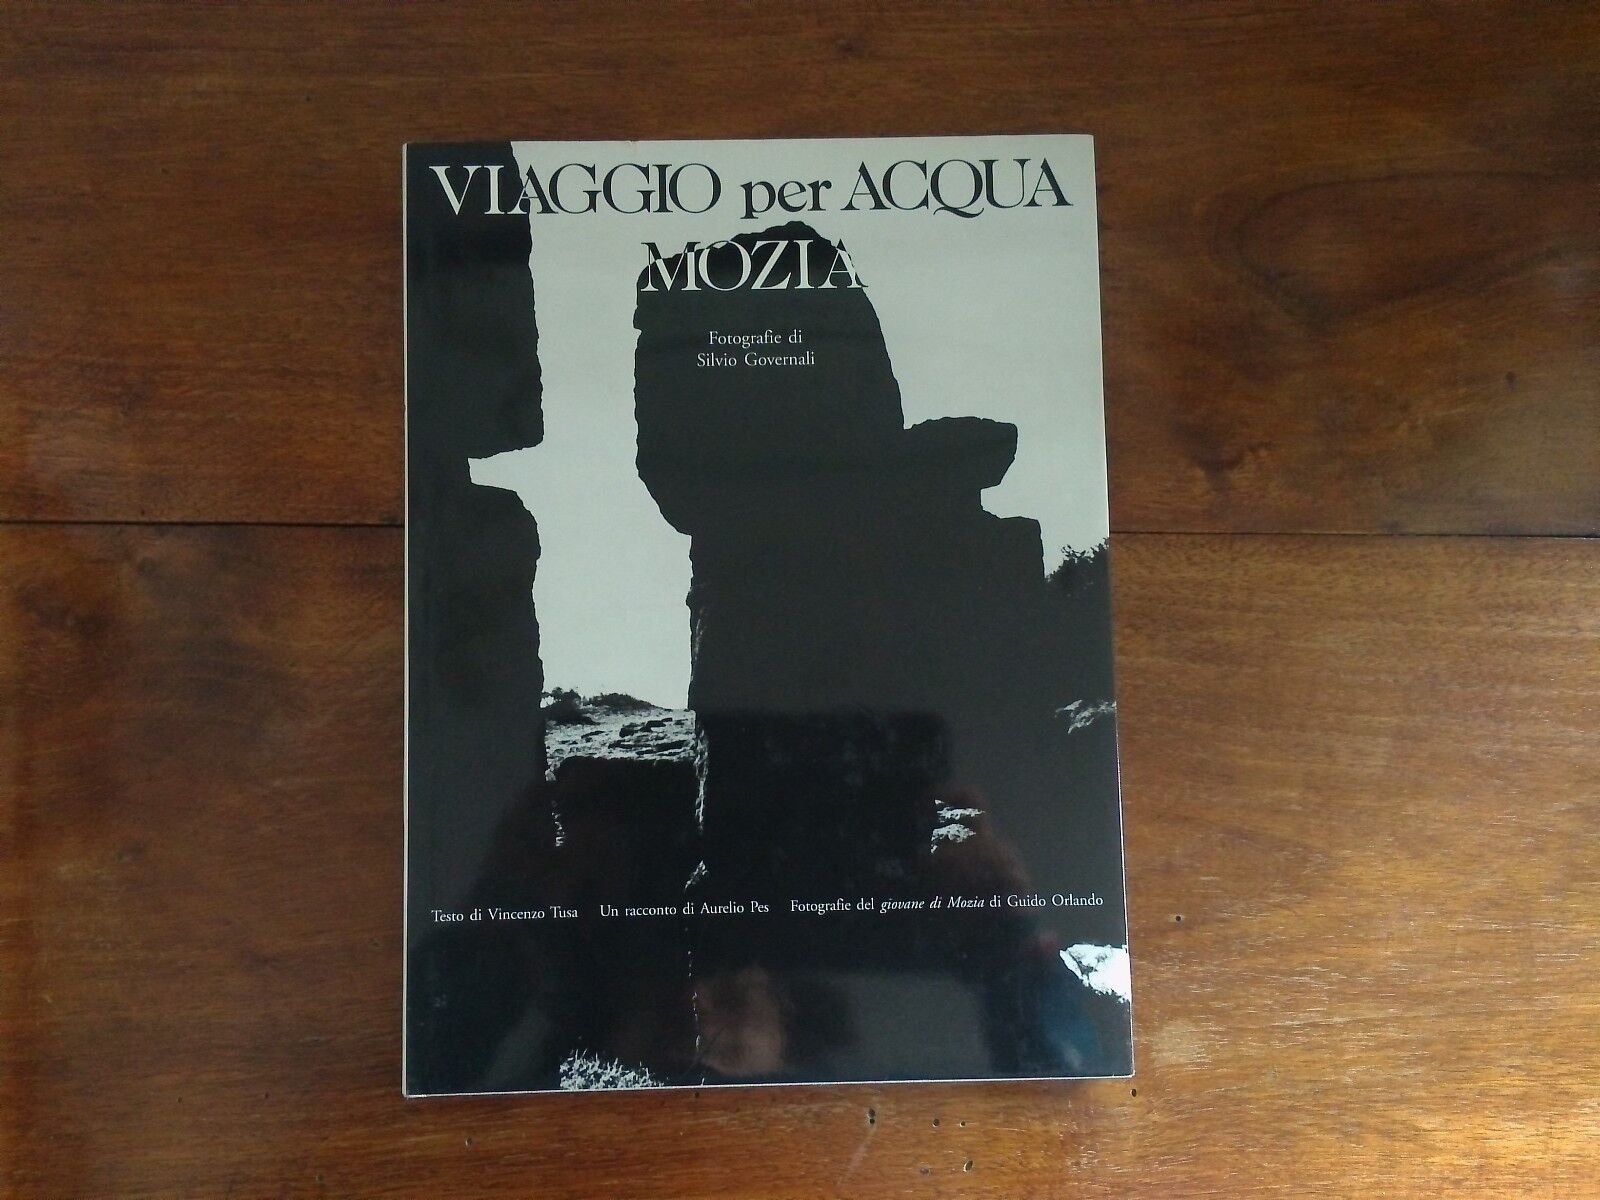 VIAGGIO per ACQUA
MOZIA
Fotografie di
Silvio Governali
Testo di Vincenzo Tusa Un racconto di Aurelio Pes Fotografie del giovane di Mozia di Guido Orlando